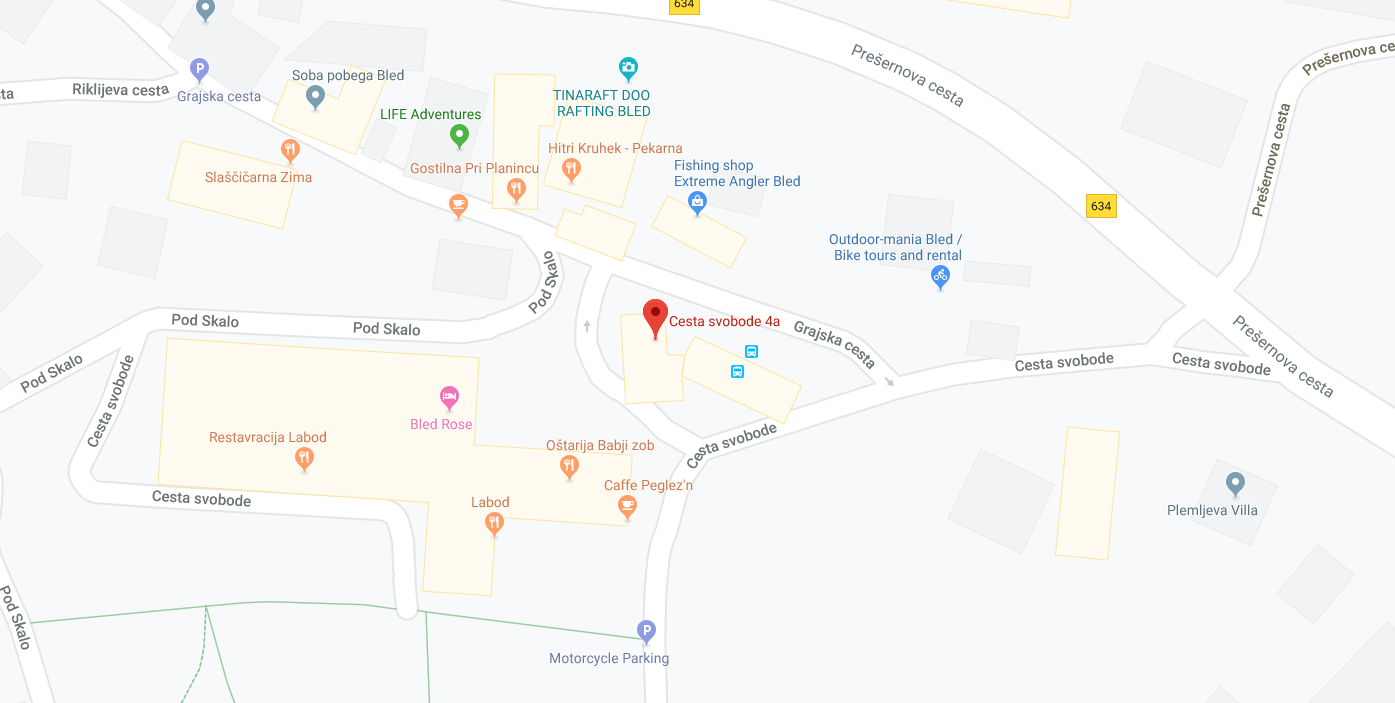 634
Prešernova cesta
Prešernova ce
Soba pobega Bled
P
Riklijeva cesta
sta
Grajska cesta
TINARAFT DOO
RAFTING BLED
LIFE Adventures
Prešernova cesta
Hitri Kruhek - Pekarna
Gostilna Pri Planincu
Fishing shop
Extreme Angler Bled
Slaščičarna Zima
634
Outdoor-mania Bled /
Bike tours and rental
Pod Skalo
Pod Skalo
Pod Skalo
Cesta svobode 4a
Grajska cesta
Prešernova cesta
Pod Skalo
Cesta svobode
Cesta svobode
Cesta svobode
Bled Rose
Restavracija Labod
Oštarija Babji zob
Cesta svobode
Caffe Peglez'n
Cesta svobode
Labod
Plemljeva Villa
Pod Skalo
P
Motorcycle Parking